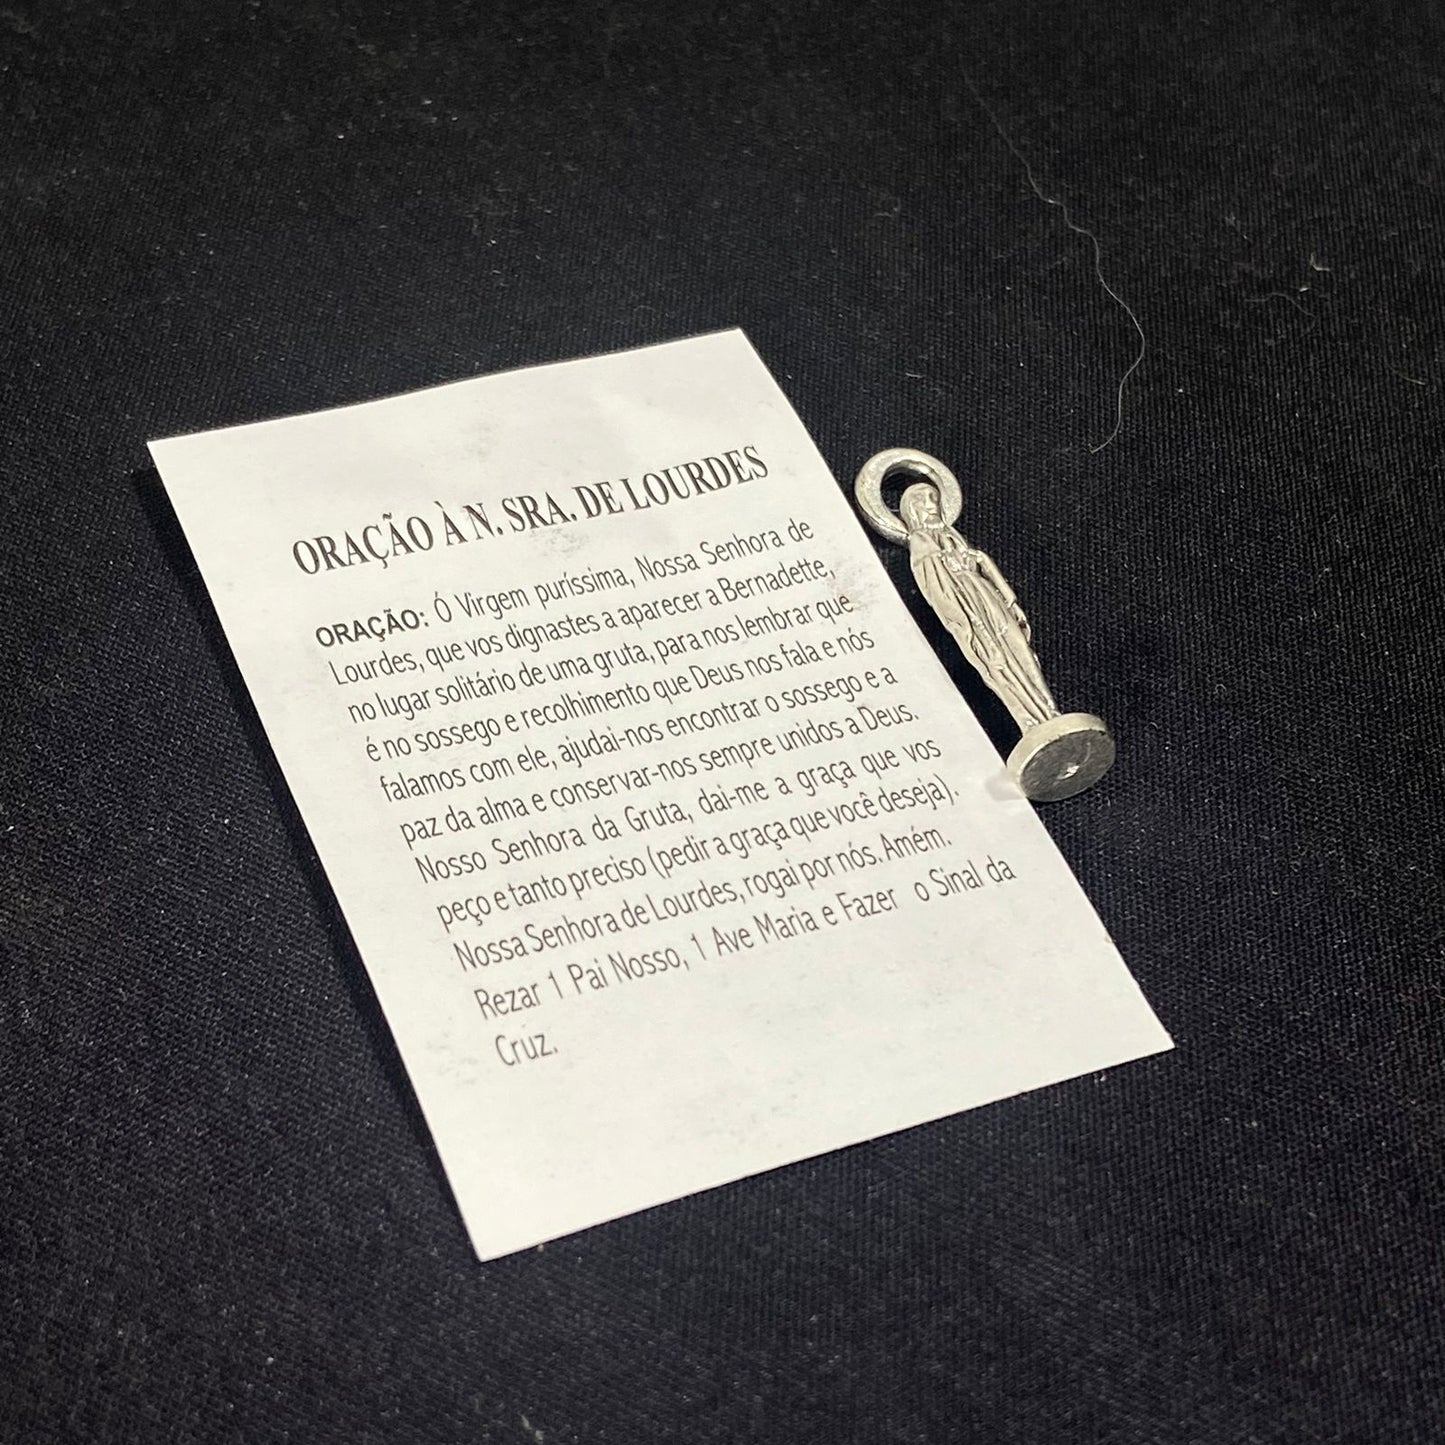 ORAÇÃO À N. SRA. DE LOURDES
ORAÇÃO: Ó Virgem puríssima, Nossa Senhora de
Lourdes, que vos dignastes a aparecer a Bernadette,
no lugar solitário de uma gruta, para nos lembrar que
é no sossego e recolhimento que Deus nos fala e nós
falamos com ele, ajudai-nos encontrar o sossego e a
paz da alma e conservar-nos sempre unidos a Deus.
Nosso Senhora da Gruta, dai-me a graça que vos
peço e tanto preciso (pedir a graça que você deseja).
Nossa Senhora de Lourdes, rogai por nós. Amém.
Rezar 1 Pai Nosso, 1 Ave Maria e Fazer o Sinal da
Cruz.